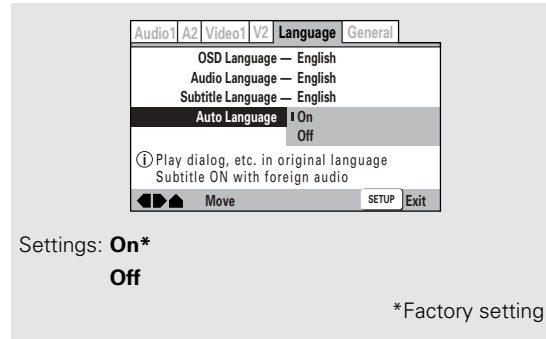 Audio1 A2 Video1 V2 Language General
OSD Language — English
Audio Language — English
Subtitle Language — English
Auto Language On
Off
i Play dialog, etc. in original language
Subtitle ON with foreign audio
Move SETUP Exit
Settings: On*
Off
*Factory setting